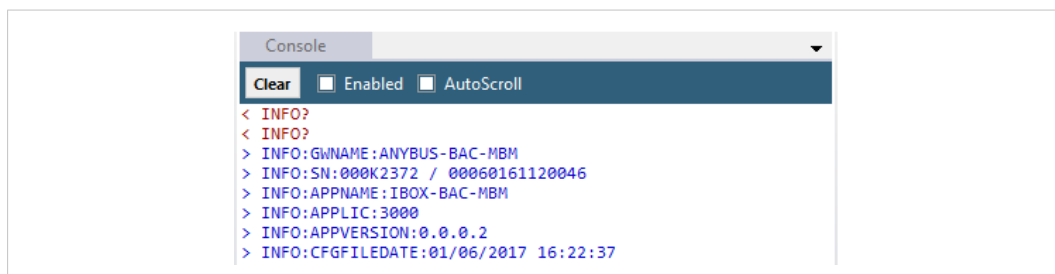 Console
Clear Enabled AutoScroll
< INFO?
< INFO?
> INFO:GWNAME:ANYBUS-BAC-MBM
> INFO:SN:000K2372 / 00060161120046
> INFO:APPNAME:IBOX-BAC-MBM
> INFO:APPLIC:3000
> INFO:APPVERSION:0.0.0.2
> INFO:CFGFILEDATE:01/06/2017 16:22:37